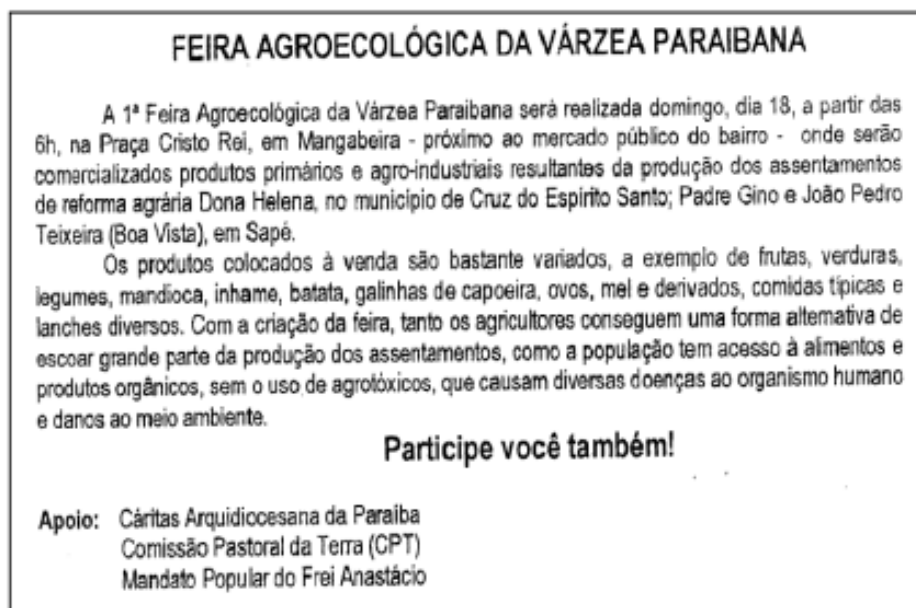 FEIRA AGROECOLÓGICA DA VÁRZEA PARAIBANA
A 1ª Feira Agroecológica da Várzea Paraibana será realizada domingo, dia 18, a partir das
6h, na Praça Cristo Rei, em Mangabeira - próximo ao mercado público do bairro - onde serão
comercializados produtos primários e agro-industriais resultantes da produção dos assentamentos
de reforma agrária Dona Helena, no município de Cruz do Espirito Santo; Padre Gino e João Pedro
Teixeira (Boa Vista), em Sapé.
Os produtos colocados à venda são bastante variados, a exemplo de frutas, verduras,
legumes, mandioca, inhame, batata, galinhas de capoeira, ovos, mel e derivados, comidas típicas e
lanches diversos. Com a criação da feira, tanto os agricultores conseguem uma forma alternativa de
escoar grande parte da produção dos assentamentos, como a população tem acesso à alimentos e
produtos orgânicos, sem o uso de agrotóxicos, que causam diversas doenças ao organismo humano
e danos ao meio ambiente.
Participe você também!
Apoio: Cáritas Arquidiocesana da Paraíba
Comissão Pastoral da Terra (CPT)
Mandato Popular do Frei Anastácio